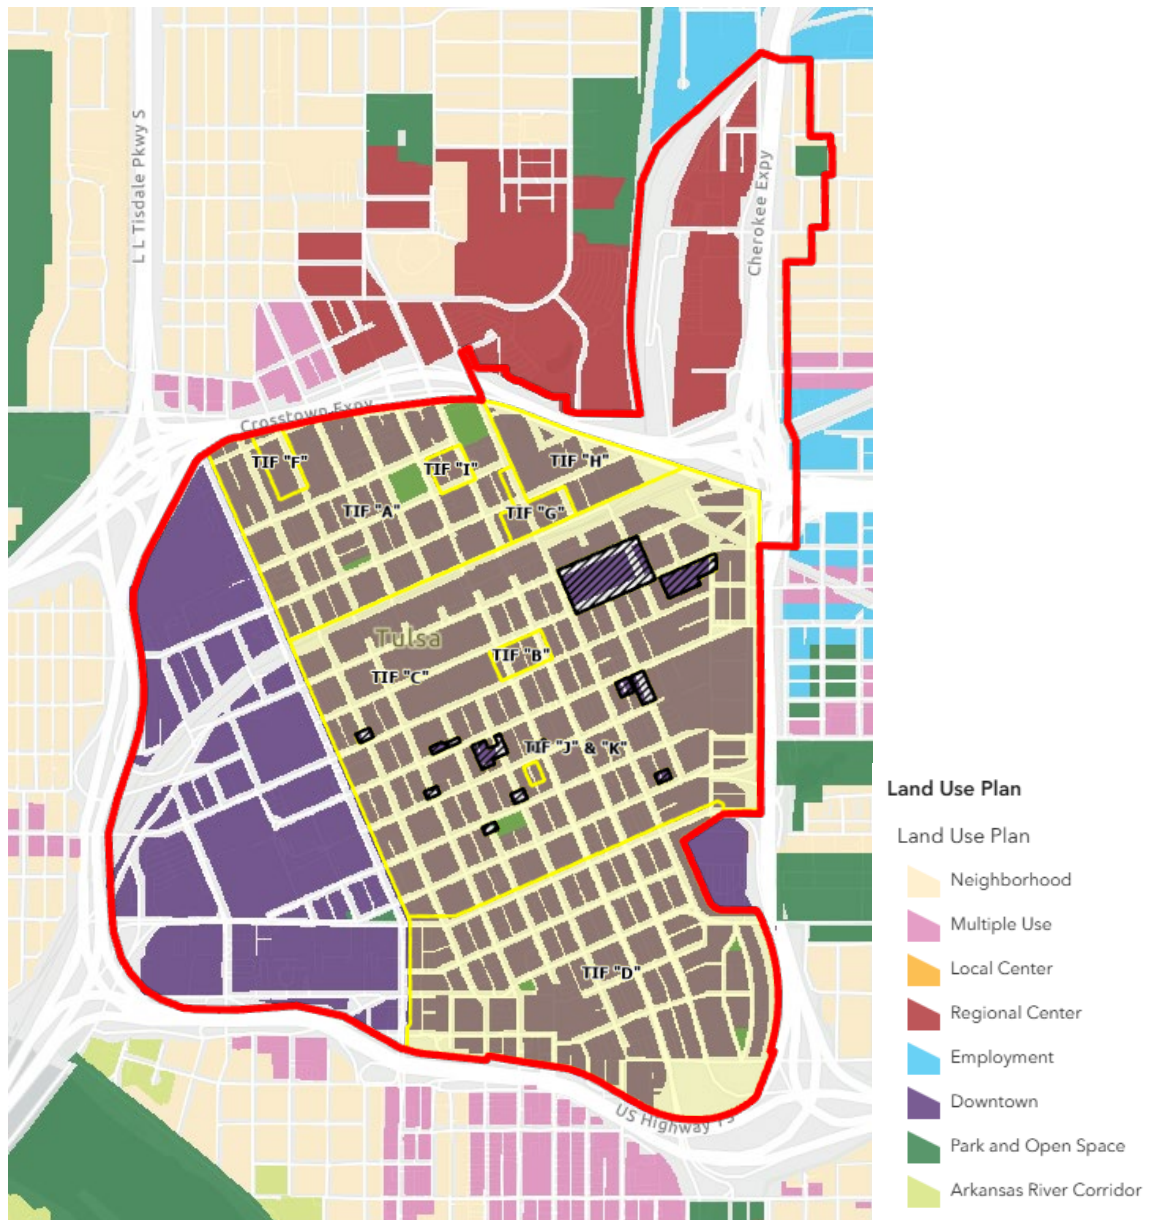 L L Tisdale Pkwy S
Cherokee Expy
Crosstown Expy
TIF "F"
TIF "I"
TIF "H"
TIF "A"
TIF "G"
Tulsa
TIF "B"
TIF "C"
TIF "J" & "K"
TIF "D"
US Highway 75
Land Use Plan
Land Use Plan
Neighborhood
Multiple Use
Local Center
Regional Center
Employment
Downtown
Park and Open Space
Arkansas River Corridor